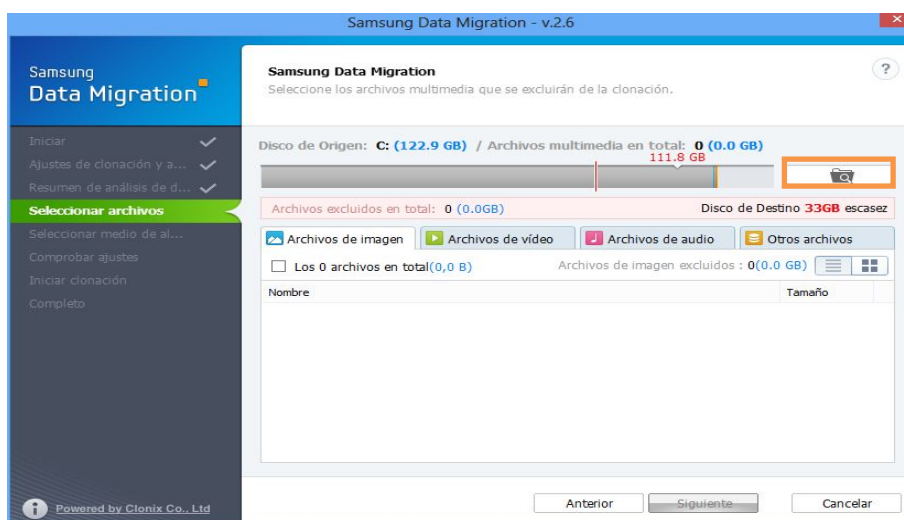 Samsung Data Migration - v.2.6
Samsung
Data Migration
Samsung Data Migration
Seleccione los archivos multimedia que se excluirán de la clonación.
?
Iniciar
Ajustes de clonación y a...
Resumen de análisis de d...
Seleccionar archivos
Seleccionar medio de al...
Comprobar ajustes
Iniciar clonación
Completo
Disco de Origen: C: (122.9 GB) / Archivos multimedia en total: 0 (0.0 GB)
111.8 GB
Archivos excluidos en total: 0 (0.0GB)
Disco de Destino 33GB escasez
Archivos de imagen
Archivos de vídeo
Archivos de audio
Otros archivos
Los 0 archivos en total(0,0 B)
Archivos de imagen excluidos : 0(0.0 GB)
Nombre
Tamaño
Powered by Clonix Co., Ltd
Anterior
Siguiente
Cancelar